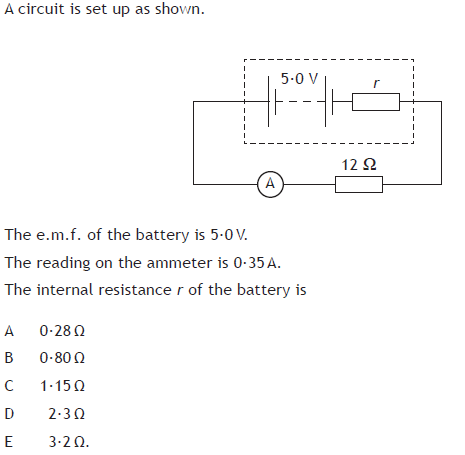 A circuit is set up as shown.
5·0 V
r
12 Ω
A
The e.m.f. of the battery is 5·0 V.
The reading on the ammeter is 0·35 A.
The internal resistance r of the battery is
A 0·28 Ω
B 0·80 Ω
C 1·15 Ω
D 2·3 Ω
E 3·2 Ω.